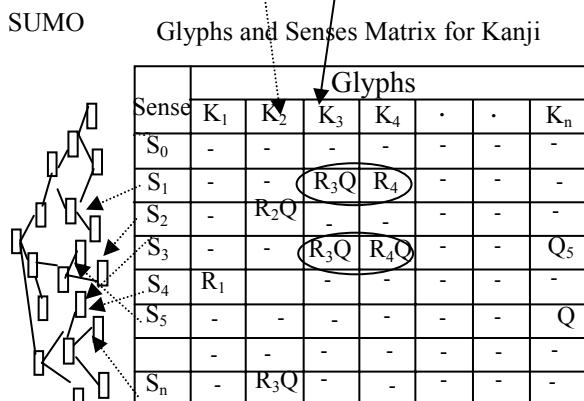 SUMO
Glyphs and Senses Matrix for Kanji
Sense Glyphs
K₁ K₂ K₃ K₄ · · Kₙ
S₀ - - - - - - -
S₁ - - R₃Q R₄ - - -
S₂ - R₂Q - - - - -
S₃ - - R₃Q R₄Q - - Q₅
S₄ R₁ - - - - - -
S₅ - - - - - - Q
- - - - - - -
Sₙ - R₃Q - - - - -